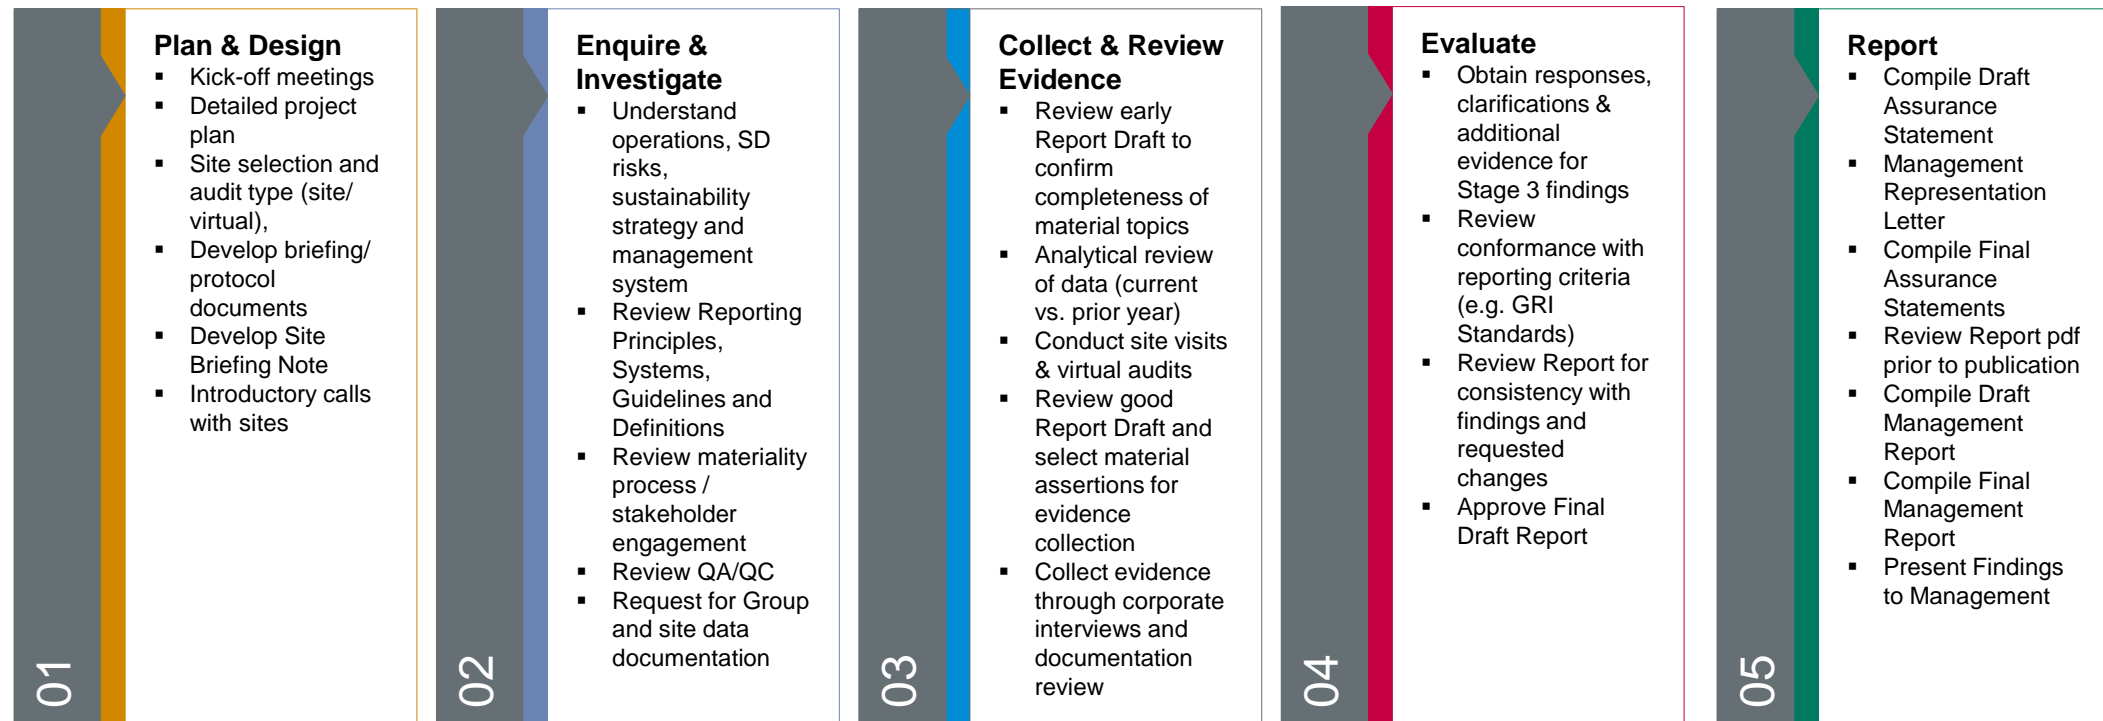 01
Plan & Design
▪ Kick-off meetings
▪ Detailed project
plan
▪ Site selection and
audit type (site/
virtual),
▪ Develop briefing/
protocol
documents
▪ Develop Site
Briefing Note
▪ Introductory calls
with sites
02
Enquire &
Investigate
▪ Understand
operations, SD
risks,
sustainability
strategy and
management
system
▪ Review Reporting
Principles,
Systems,
Guidelines and
Definitions
▪ Review materiality
process /
stakeholder
engagement
▪ Review QA/QC
▪ Request for Group
and site data
documentation
03
Collect & Review
Evidence
▪ Review early
Report Draft to
confirm
completeness of
material topics
▪ Analytical review
of data (current
vs. prior year)
▪ Conduct site visits
& virtual audits
▪ Review good
Report Draft and
select material
assertions for
evidence
collection
▪ Collect evidence
through corporate
interviews and
documentation
review
04
Evaluate
▪ Obtain responses,
clarifications &
additional
evidence for
Stage 3 findings
▪ Review
conformance with
reporting criteria
(e.g. GRI
Standards)
▪ Review Report for
consistency with
findings and
requested
changes
▪ Approve Final
Draft Report
05
Report
▪ Compile Draft
Assurance
Statement
▪ Management
Representation
Letter
▪ Compile Final
Assurance
Statements
▪ Review Report pdf
prior to publication
▪ Compile Draft
Management
Report
▪ Compile Final
Management
Report
▪ Present Findings
to Management